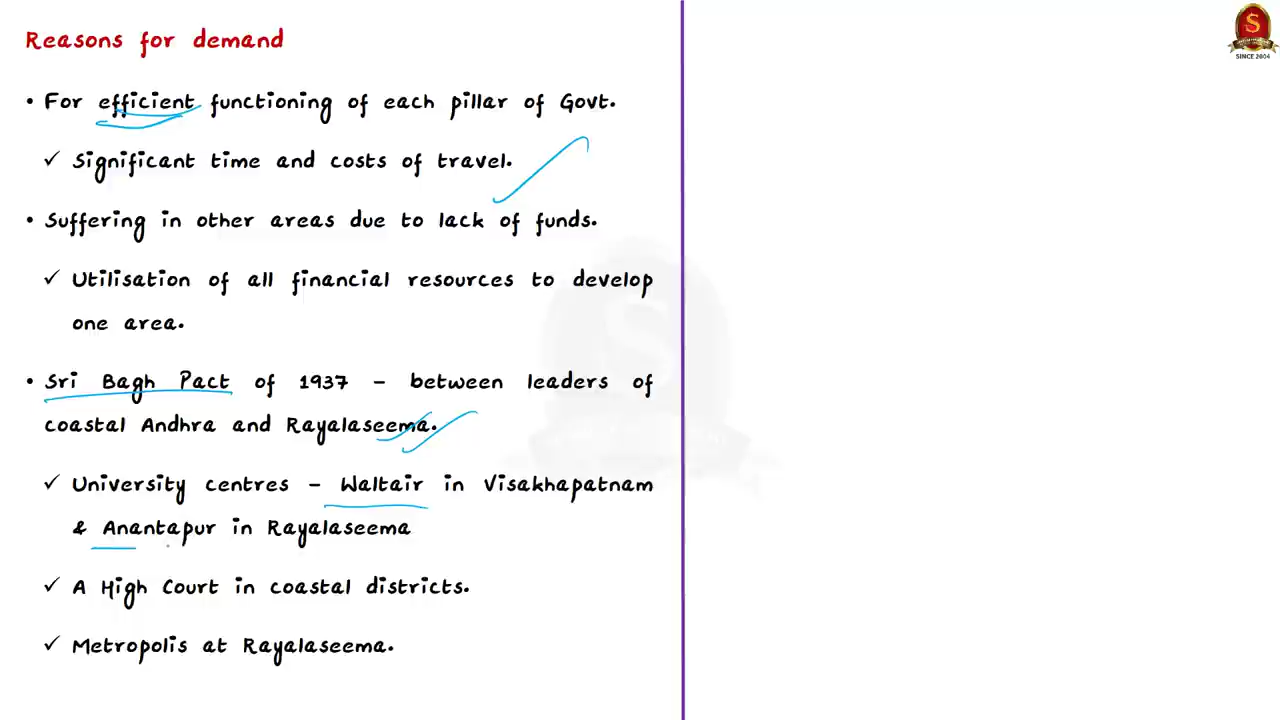 Reasons for demand
• For efficient functioning of each pillar of Govt.
✓ Significant time and costs of travel.
• Suffering in other areas due to lack of funds.
✓ Utilisation of all financial resources to develop
one area.
• Sri Bagh Pact of 1937 – between leaders of
coastal Andhra and Rayalaseema.
✓ University centres – Waltair in Visakhapatnam
& Anantapur in Rayalaseema
✓ A High Court in coastal districts.
✓ Metropolis at Rayalaseema.
S
SINCE 2004